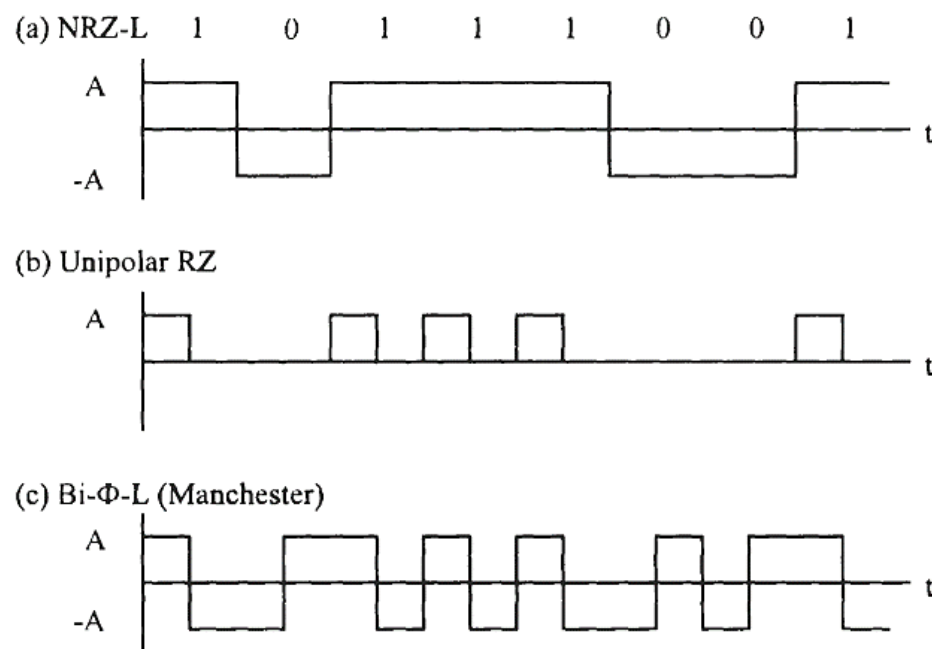 (a) NRZ-L 1 0 1 1 1 0 0 1
A
t
-A
(b) Unipolar RZ
A
t
(c) Bi-Φ-L (Manchester)
A
t
-A